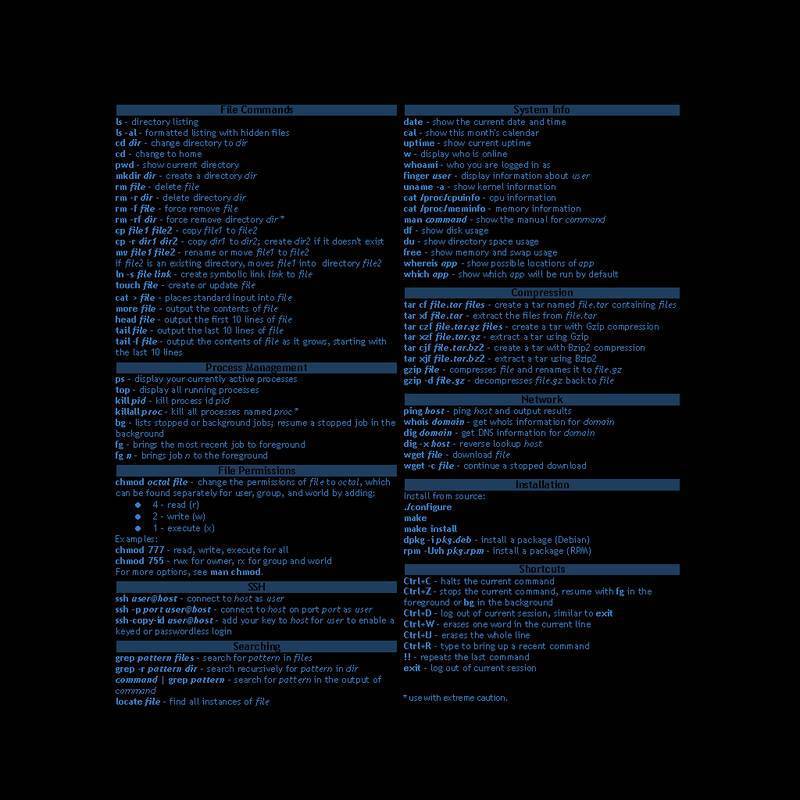 File Commands
ls - directory listing
ls -al - formatted listing with hidden files
cd dir - change directory to dir
cd - change to home
pwd - show current directory
mkdir dir - create a directory dir
rm file - delete file
rm -r dir - delete directory dir
rm -f file - force remove file
rm -rf dir - force remove directory dir *
cp file1 file2 - copy file1 to file2
cp -r dir1 dir2 - copy dir1 to dir2; create dir2 if it doesn't exist
mv file1 file2 - rename or move file1 to file2
if file2 is an existing directory, moves file1 into directory file2
ln -s file link - create symbolic link link to file
touch file - create or update file
cat > file - places standard input into file
more file - output the contents of file
head file - output the first 10 lines of file
tail file - output the last 10 lines of file
tail -f file - output the contents of file as it grows, starting with
the last 10 lines
Process Management
ps - display your currently active processes
top - display all running processes
kill pid - kill process id pid
killall proc - kill all processes named proc *
bg - lists stopped or background jobs; resume a stopped job in the
background
fg - brings the most recent job to foreground
fg n - brings job n to the foreground
File Permissions
chmod octal file - change the permissions of file to octal, which
can be found separately for user, group, and world by adding:
● 4 - read (r)
● 2 - write (w)
● 1 - execute (x)
Examples:
chmod 777 - read, write, execute for all
chmod 755 - rwx for owner, rx for group and world
For more options, see man chmod.
SSH
ssh user@host - connect to host as user
ssh -p port user@host - connect to host on port port as user
ssh-copy-id user@host - add your key to host for user to enable a
keyed or passwordless login
Searching
grep pattern files - search for pattern in files
grep -r pattern dir - search recursively for pattern in dir
command | grep pattern - search for pattern in the output of
command
locate file - find all instances of file
System Info
date - show the current date and time
cal - show this month's calendar
uptime - show current uptime
w - display who is online
whoami - who you are logged in as
finger user - display information about user
uname -a - show kernel information
cat /proc/cpuinfo - cpu information
cat /proc/meminfo - memory information
man command - show the manual for command
df - show disk usage
du - show directory space usage
free - show memory and swap usage
whereis app - show possible locations of app
which app - show which app will be run by default
Compression
tar cf file.tar files - create a tar named file.tar containing files
tar xf file.tar - extract the files from file.tar
tar czf file.tar.gz files - create a tar with Gzip compression
tar xzf file.tar.gz - extract a tar using Gzip
tar cjf file.tar.bz2 - create a tar with Bzip2 compression
tar xjf file.tar.bz2 - extract a tar using Bzip2
gzip file - compresses file and renames it to file.gz
gzip -d file.gz - decompresses file.gz back to file
Network
ping host - ping host and output results
whois domain - get whois information for domain
dig domain - get DNS information for domain
dig -x host - reverse lookup host
wget file - download file
wget -c file - continue a stopped download
Installation
Install from source:
./configure
make
make install
dpkg -i pkg.deb - install a package (Debian)
rpm -Uvh pkg.rpm - install a package (RPM)
Shortcuts
Ctrl+C - halts the current command
Ctrl+Z - stops the current command, resume with fg in the
foreground or bg in the background
Ctrl+D - log out of current session, similar to exit
Ctrl+W - erases one word in the current line
Ctrl+U - erases the whole line
Ctrl+R - type to bring up a recent command
!! - repeats the last command
exit - log out of current session
* use with extreme caution.